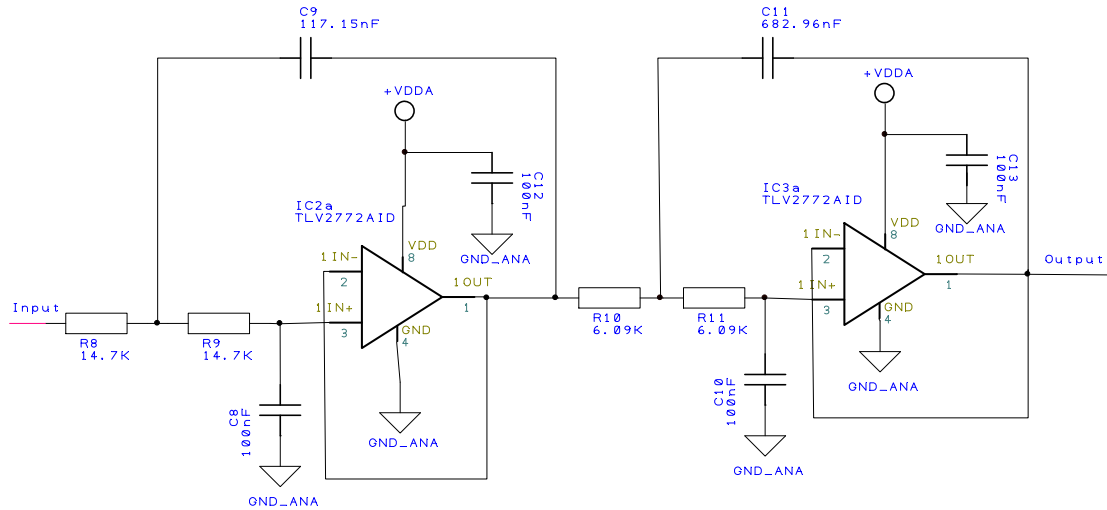 C9
117.15nF
C11
682.96nF
+VDDA
+VDDA
C12
100nF
C13
100nF
IC2a
TLV2772AID
IC3a
TLV2772AID
VDD
8
1IN-
2
1OUT
1
1IN+
3
GND
4
GND_ANA
VDD
8
1IN-
2
1OUT
1
1IN+
3
GND
4
GND_ANA
Input
Output
R8
14.7K
R9
14.7K
R10
6.09K
R11
6.09K
C8
100nF
C10
100nF
GND_ANA
GND_ANA
GND_ANA
GND_ANA